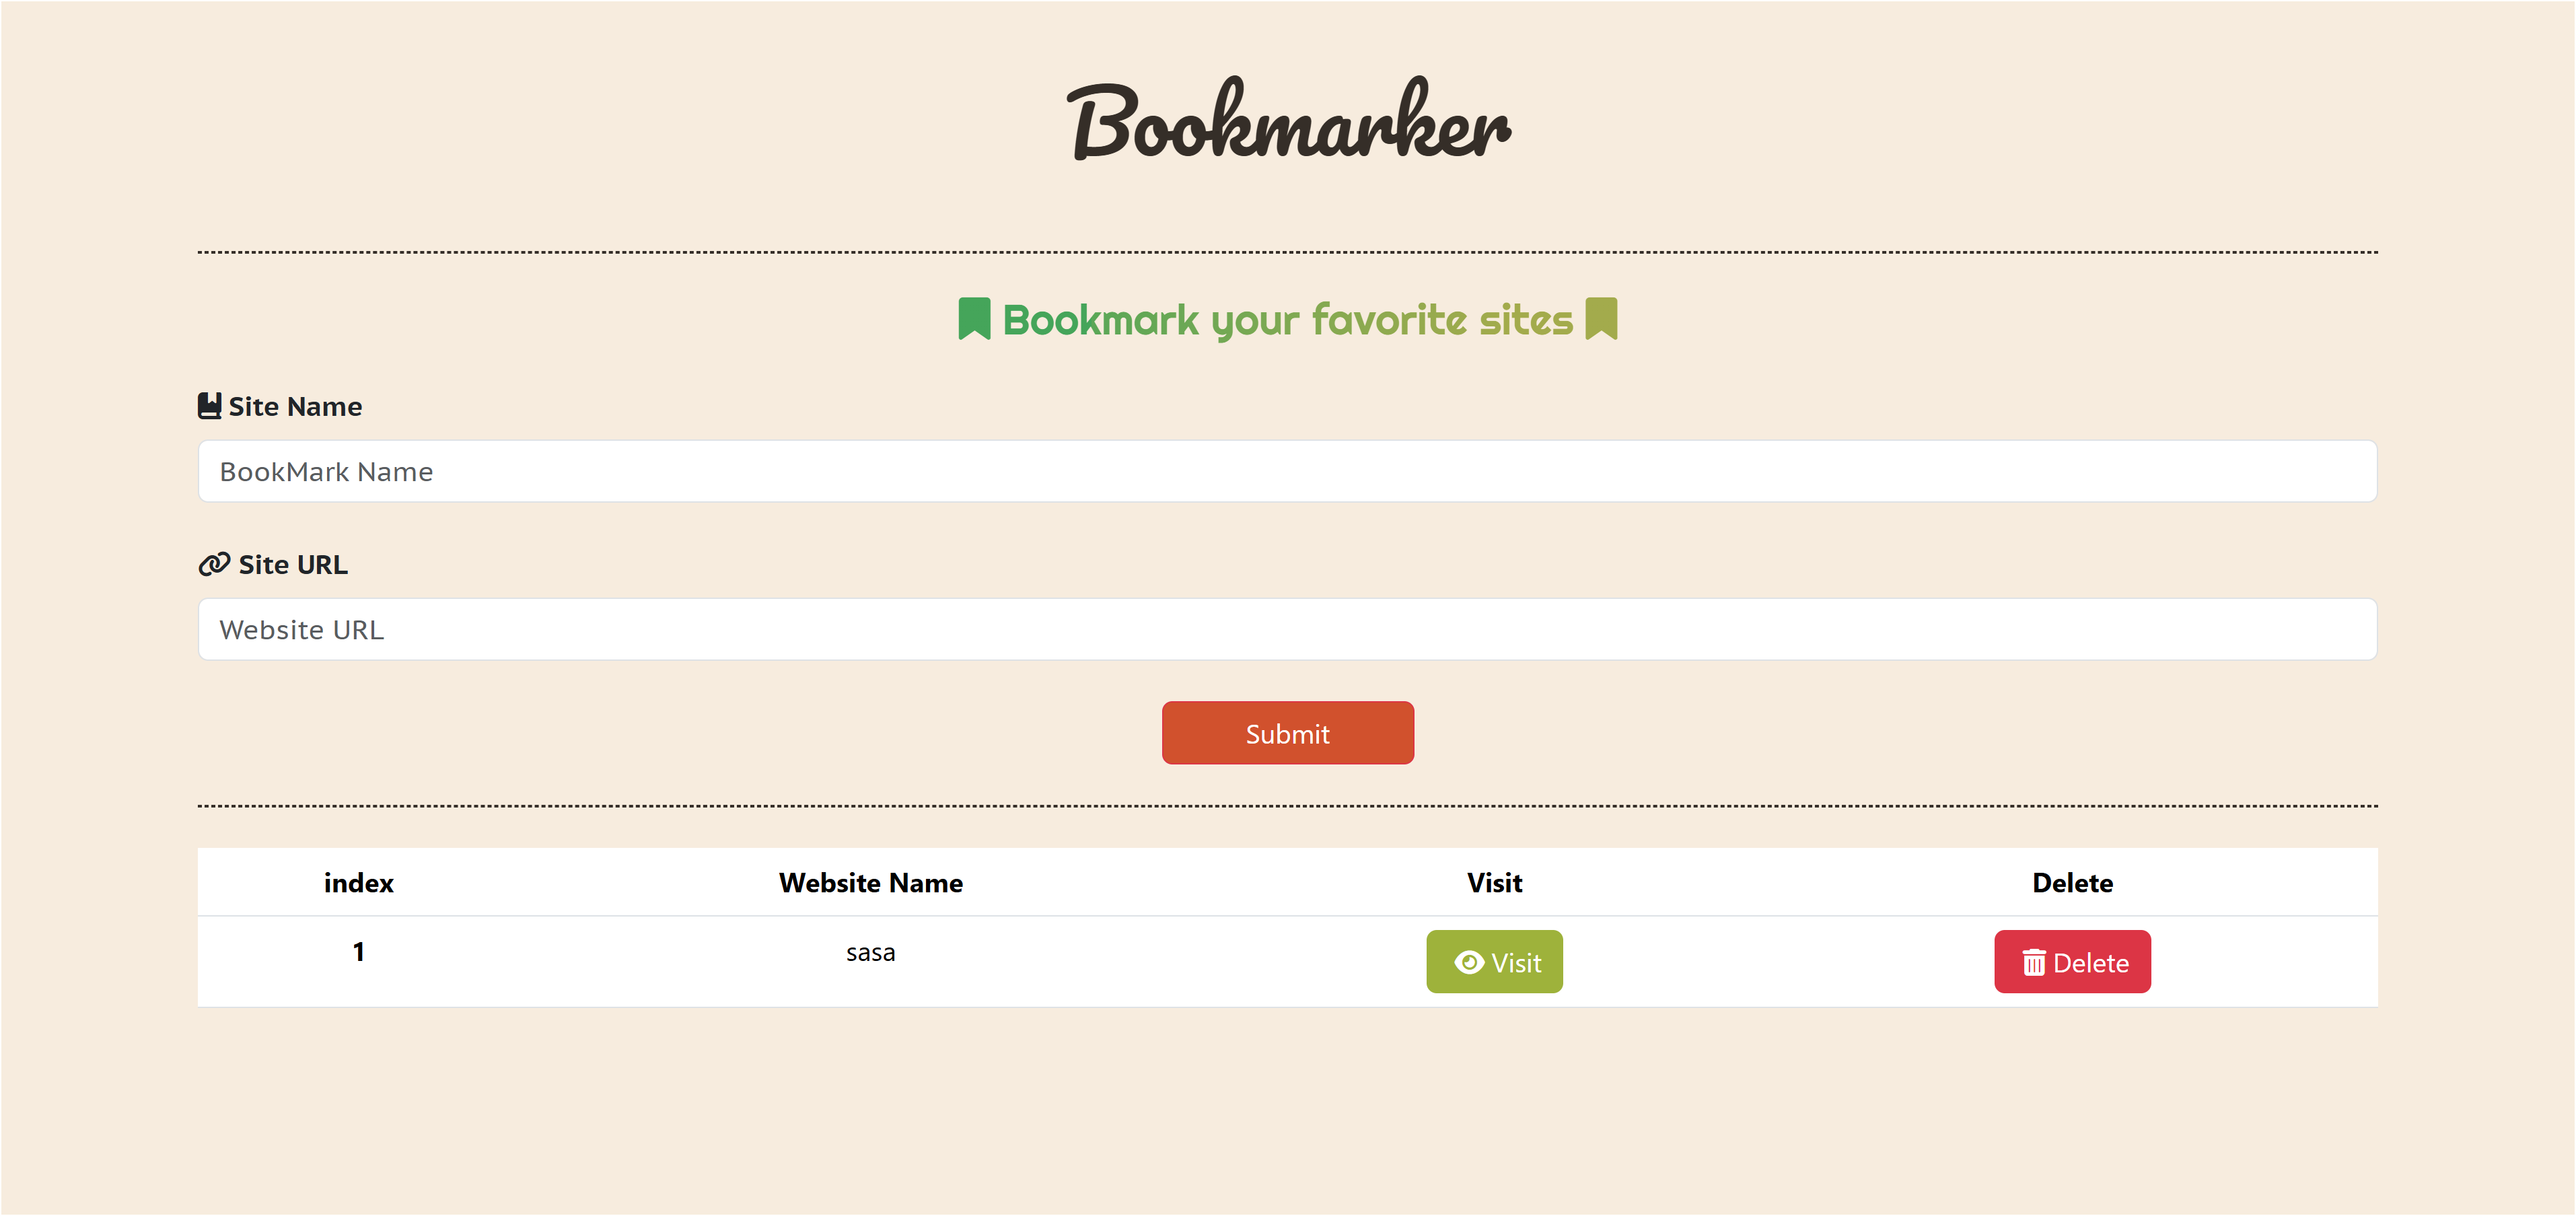 Bookmarker
Bookmark your favorite sites
Site Name
BookMark Name
Site URL
Website URL
Submit
index Website Name Visit Delete
1 sasa Visit Delete